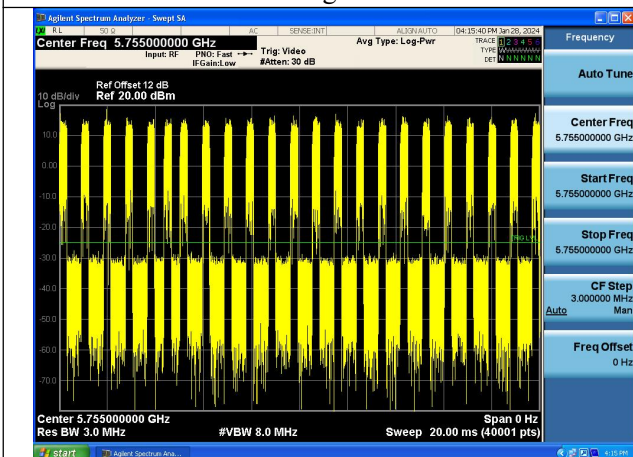 Agilent Spectrum Analyzer - Swept SA
RL 50 Ω AC SENSE:INT ALIGNAUTO 04:15:40 PM Jan 28, 2024
Center Freq 5.755000000 GHz
Input: RF PNO: Fast Trig: Video
IFGain:Low #Atten: 30 dB
Avg Type: Log-Pwr
TRACE 1 2 3 4 5 6
TYPE
DET N N N N N N
Frequency
Ref Offset 12 dB
10 dB/div Ref 20.00 dBm
Log
10.0
0.00
-10.0
-20.0
-30.0
-40.0
-50.0
-60.0
-70.0
Center 5.755000000 GHz Span 0 Hz
Res BW 3.0 MHz #VBW 8.0 MHz Sweep 20.00 ms (40001 pts)
Auto Tune
Center Freq
5.755000000 GHz
Start Freq
5.755000000 GHz
Stop Freq
5.755000000 GHz
CF Step
3.000000 MHz
Auto Man
Freq Offset
0 Hz
start Agilent Spectrum Ana... 4:15 PM